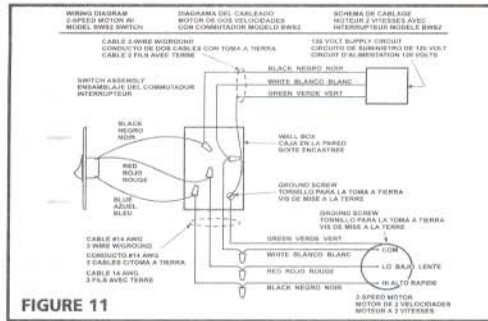 WIRING DIAGRAM
2-SPEED MOTOR W/
MODEL BWS2 SWITCH
DIAGRAMA DEL CABLEADO
MOTOR DE DOS VELOCIDADES
CON CONMUTADOR MODELO BWS2
SCHEMA DE CABLAGE
MOTEUR 2 VITESSES AVEC
INTERRUPTEUR MODELE BWS2
CABLE 2-WIRE W/GROUND
CONDUCTO DE DOS CABLES CON TOMA A TIERRA
CABLE 2 FILS AVEC TERRE
120 VOLT SUPPLY CIRCUIT
CIRCUITO DE SUMINISTRO DE 120 VOLT
CIRCUIT D'ALIMENTATION 120 VOLTS
BLACK NEGRO NOIR
WHITE BLANCO BLANC
GREEN VERDE VERT
SWITCH ASSEMBLY
ENSAMBLAJE DEL COMMUTADOR
INTERRUPTEUR
BLACK
NEGRO
NOIR
WALL BOX
CAJA EN LA PARED
BOITE ENCASTREE
RED
ROJO
ROUGE
GROUND SCREW
TORNILLO PARA LA TOMA A TIERRA
VIS DE MISE A LA TERRE
BLUE
AZUEL
BLEU
GROUND SCREW
TORNILLO PARA LA TOMA A TIERRA
VIS DE MISE A LA TERRE
CABLE #14 AWG
3 WIRE W/GROUND
CONDUCTO #14 AWG
3 CABLES C/TOMA A TIERRA
CABLE 14 AWG
3 FILS AVEC TERRE
GREEN VERDE VERT
COM
WHITE BLANCO BLANC
RED ROJO ROUGE
LO BAJO LENTE
BLACK NEGRO NOIR
HI ALTO RAPIDE
2-SPEED MOTOR
MOTOR DE 2 VELOCIDADES
MOTEUR A 2 VITESSES
FIGURE 11